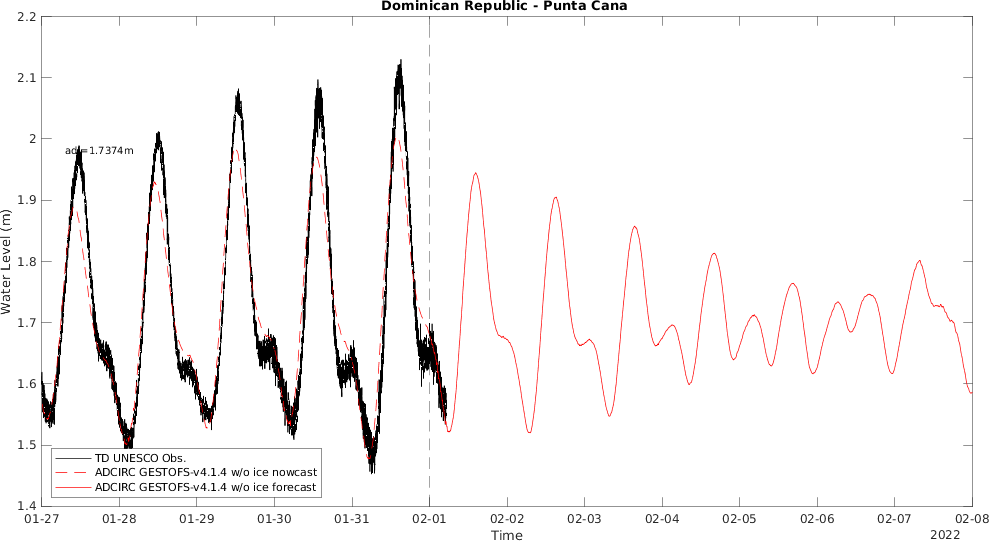 Dominican Republic - Punta Cana
2.2
2.1
2
1.9
1.8
1.7
1.6
1.5
1.4
Water Level (m)
adj=1.7374m
TD UNESCO Obs.
ADCIRC GESTOFS-v4.1.4 w/o ice nowcast
ADCIRC GESTOFS-v4.1.4 w/o ice forecast
01-27 01-28 01-29 01-30 01-31 02-01 02-02 02-03 02-04 02-05 02-06 02-07 02-08
Time
2022